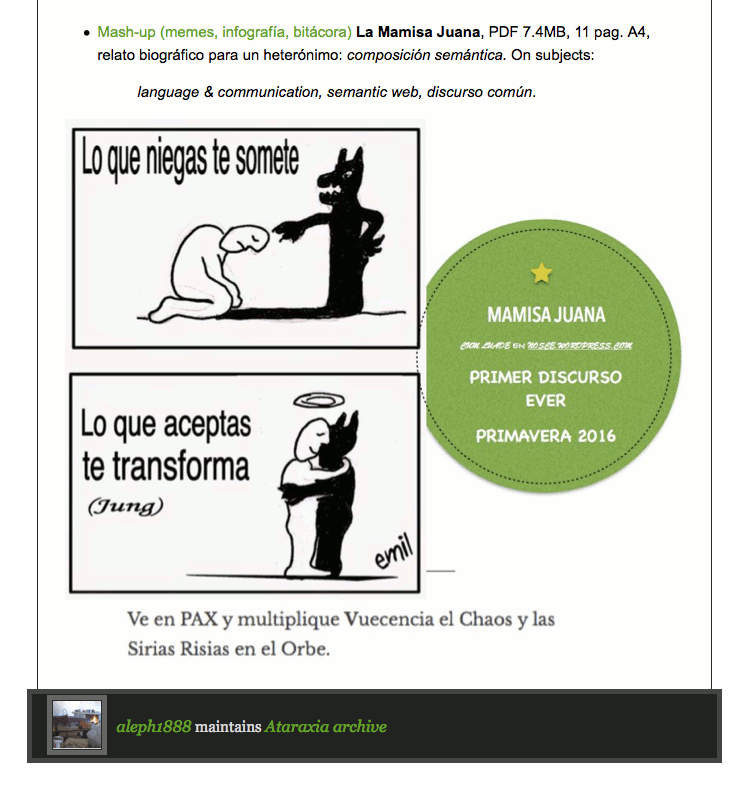 Mash-up (memes, infografía, bitácora) La Mamisa Juana, PDF 7.4MB, 11 pag. A4,
relato biográfico para un heterónimo: composición semántica. On subjects:
language & communication, semantic web, discurso común.
Lo que niegas te somete
Lo que aceptas
te transforma
(Jung)
emil
MAMISA JUANA
CUM LAUDE EN NOSCE.WORDPRESS.COM
PRIMER DISCURSO
EVER
PRIMAVERA 2016
Ve en PAX y multiplique Vuecencia el Chaos y las
Sirias Risias en el Orbe.
aleph1888 maintains Ataraxia archive